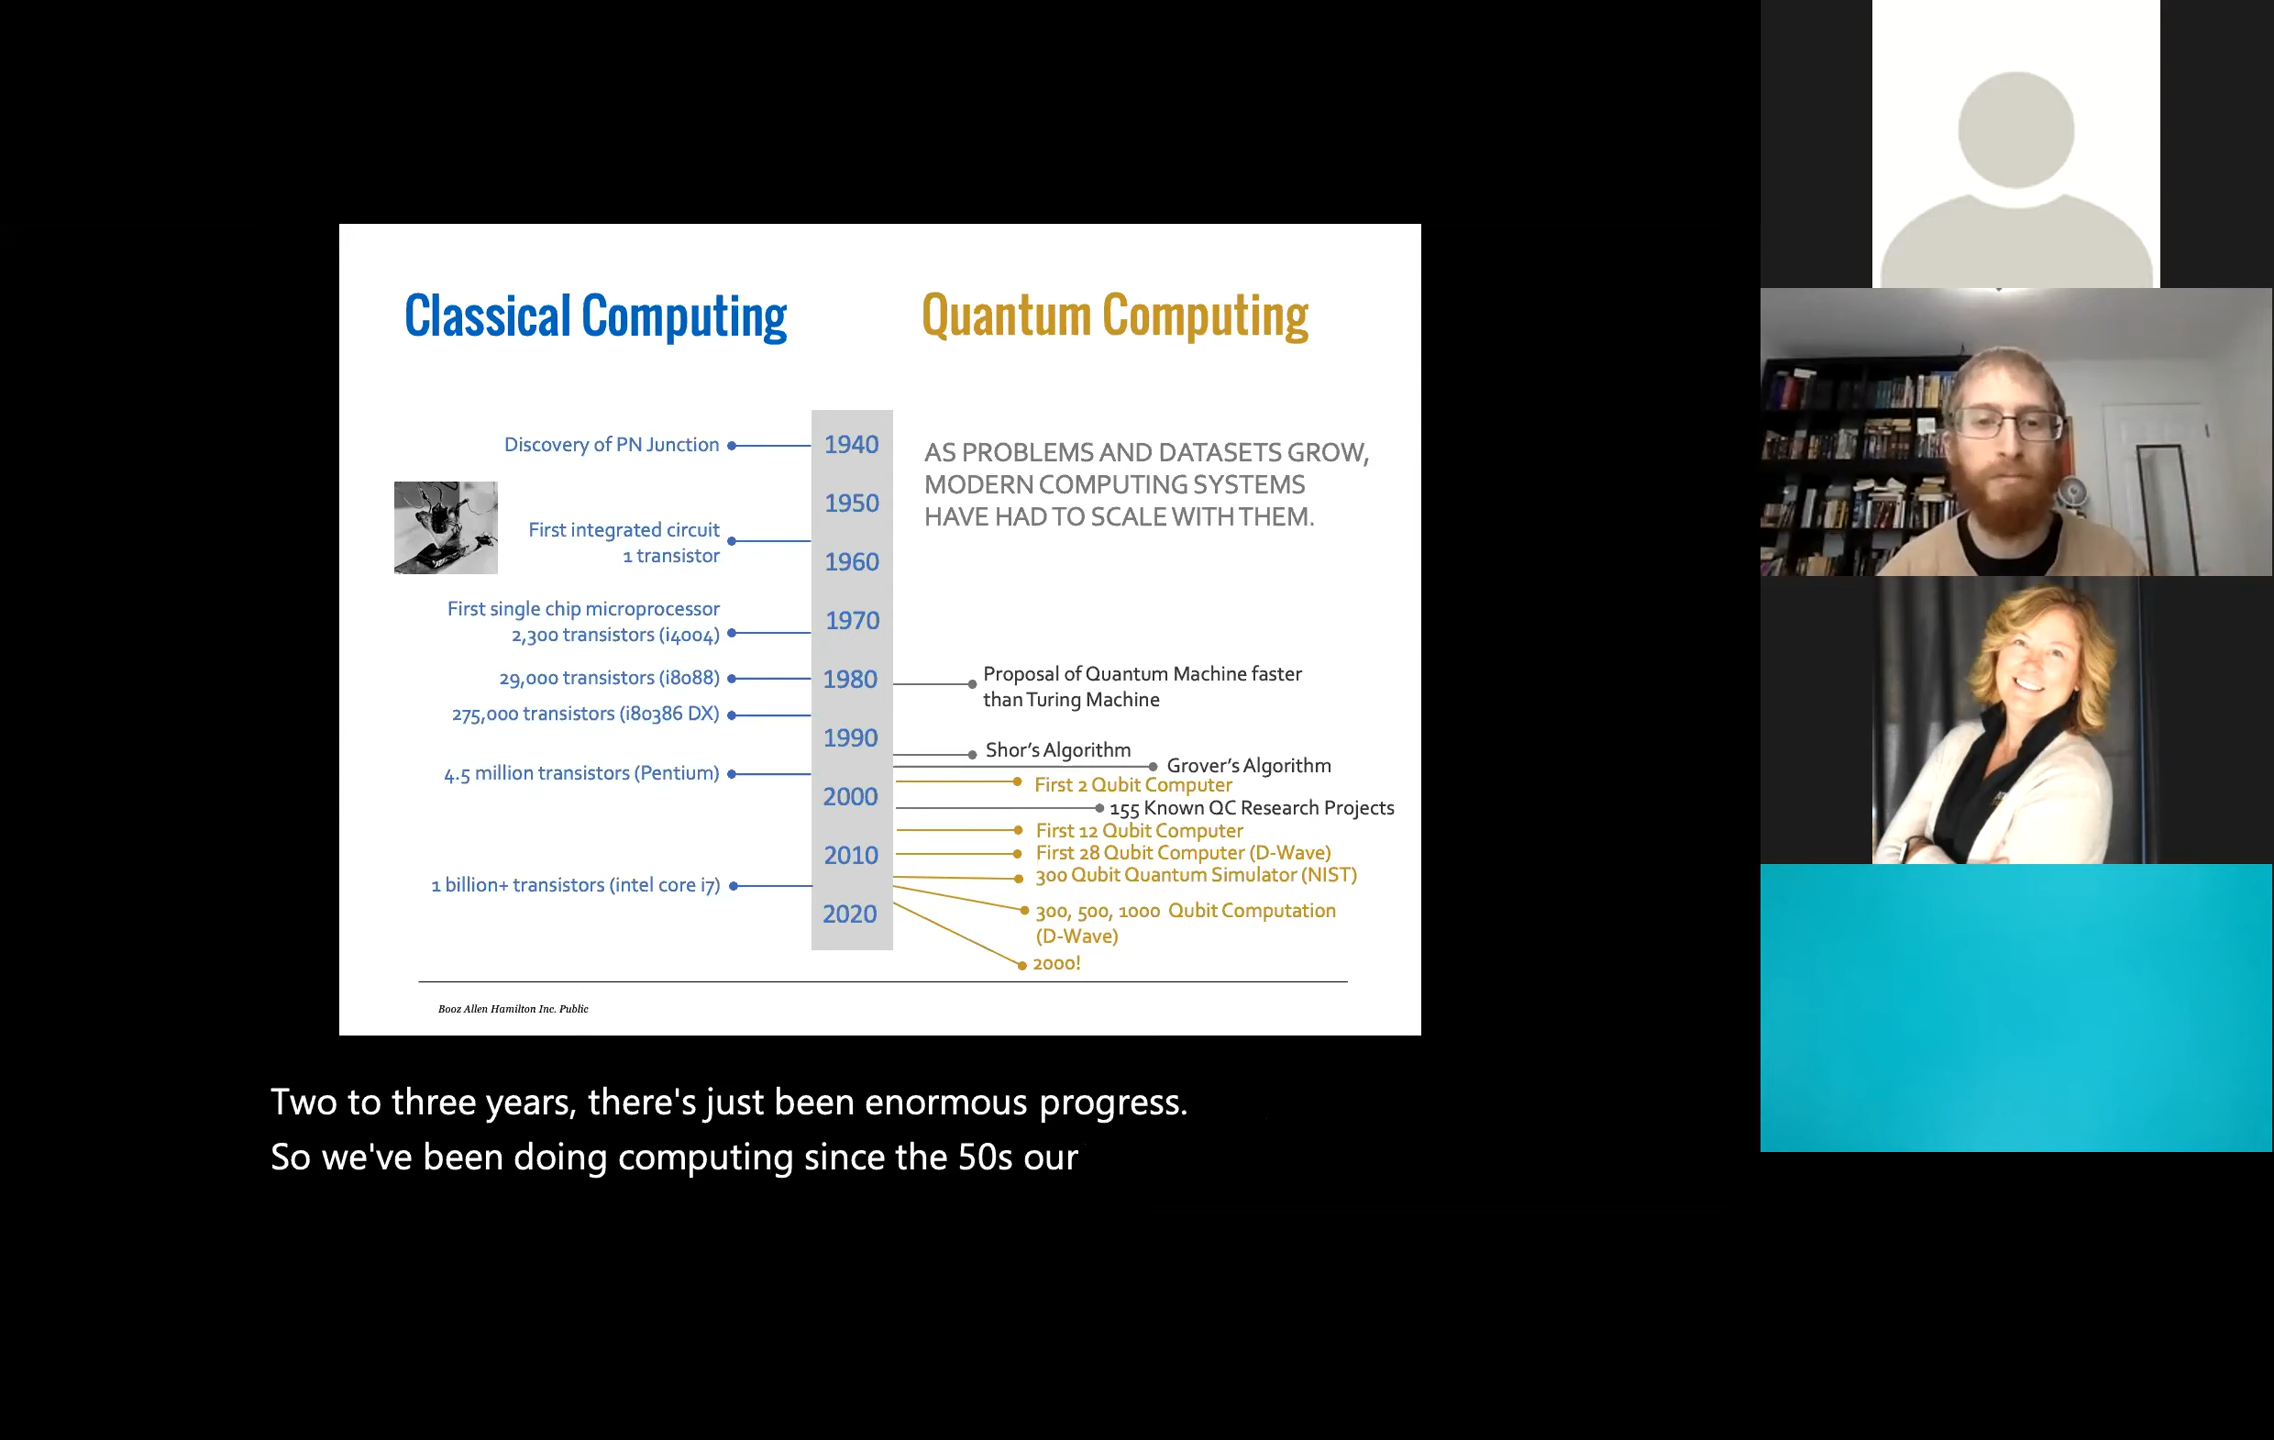 Classical Computing
Quantum Computing
Discovery of PN Junction
First integrated circuit
1 transistor
First single chip microprocessor
2,300 transistors (i4004)
29,000 transistors (i8088)
275,000 transistors (i80386 DX)
4.5 million transistors (Pentium)
1 billion+ transistors (intel core i7)
1940
1950
1960
1970
1980
1990
2000
2010
2020
AS PROBLEMS AND DATASETS GROW,
MODERN COMPUTING SYSTEMS
HAVE HAD TO SCALE WITH THEM.
Proposal of Quantum Machine faster
than Turing Machine
Shor's Algorithm
Grover's Algorithm
First 2 Qubit Computer
155 Known QC Research Projects
First 12 Qubit Computer
First 28 Qubit Computer (D-Wave)
300 Qubit Quantum Simulator (NIST)
300, 500, 1000 Qubit Computation
(D-Wave)
2000!
Booz Allen Hamilton Inc. Public
Two to three years, there's just been enormous progress.
So we've been doing computing since the 50s our